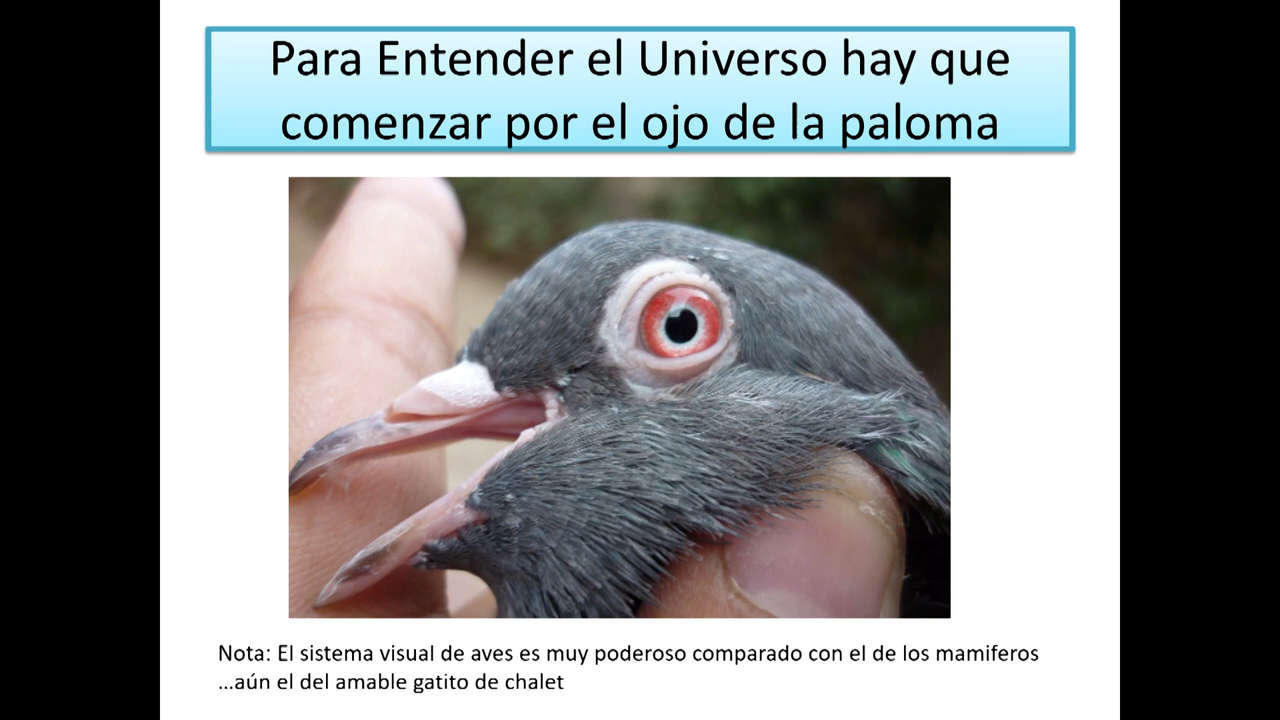 Para Entender el Universo hay que
comenzar por el ojo de la paloma
Nota: El sistema visual de aves es muy poderoso comparado con el de los mamiferos
...aún el del amable gatito de chalet